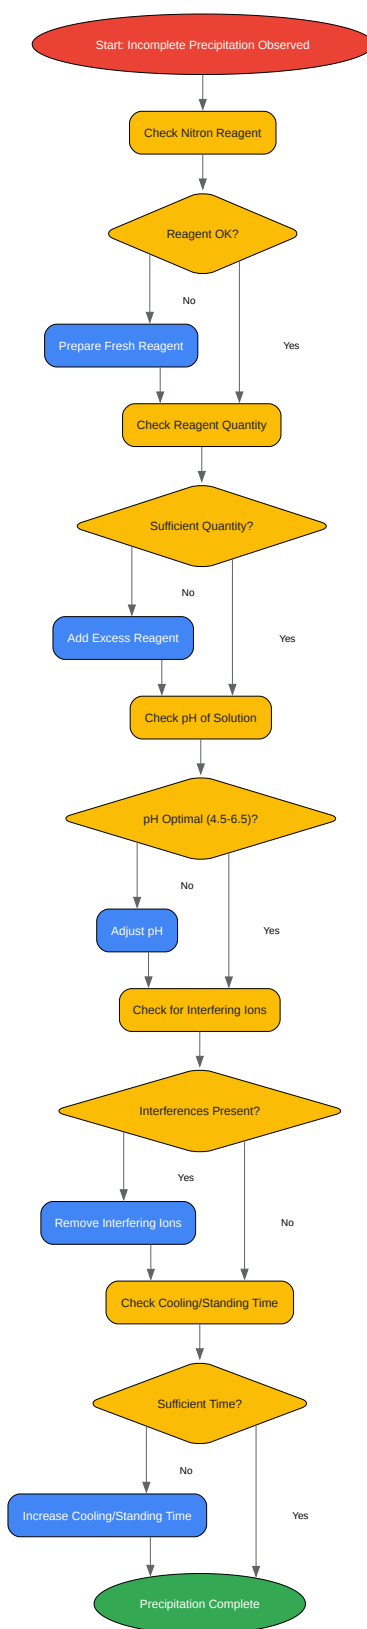 Start: Incomplete Precipitation Observed
Check Nitron Reagent
Reagent OK?
No
Yes
Prepare Fresh Reagent
Check Reagent Quantity
Sufficient Quantity?
No
Yes
Add Excess Reagent
Check pH of Solution
pH Optimal (4.5-6.5)?
No
Yes
Adjust pH
Check for Interfering Ions
Interferences Present?
Yes
No
Remove Interfering Ions
Check Cooling/Standing Time
Sufficient Time?
No
Yes
Increase Cooling/Standing Time
Precipitation Complete